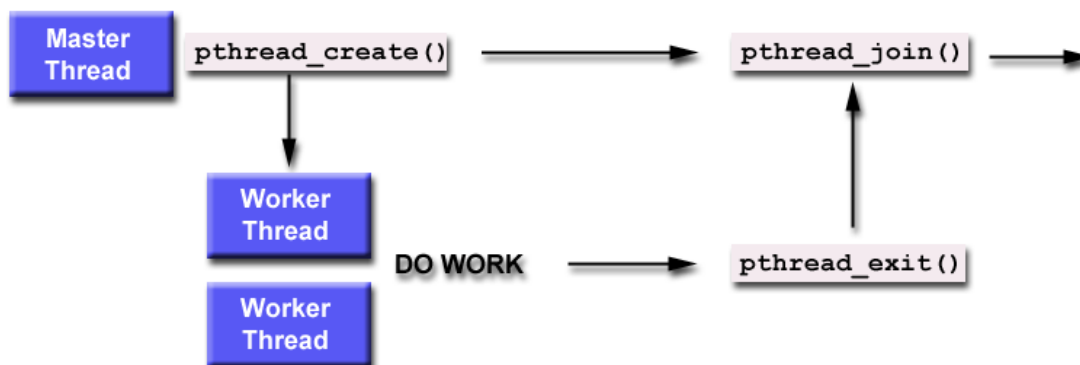 Master
Thread
pthread_create()
pthread_join()
Worker
Thread
DO WORK
pthread_exit()
Worker
Thread